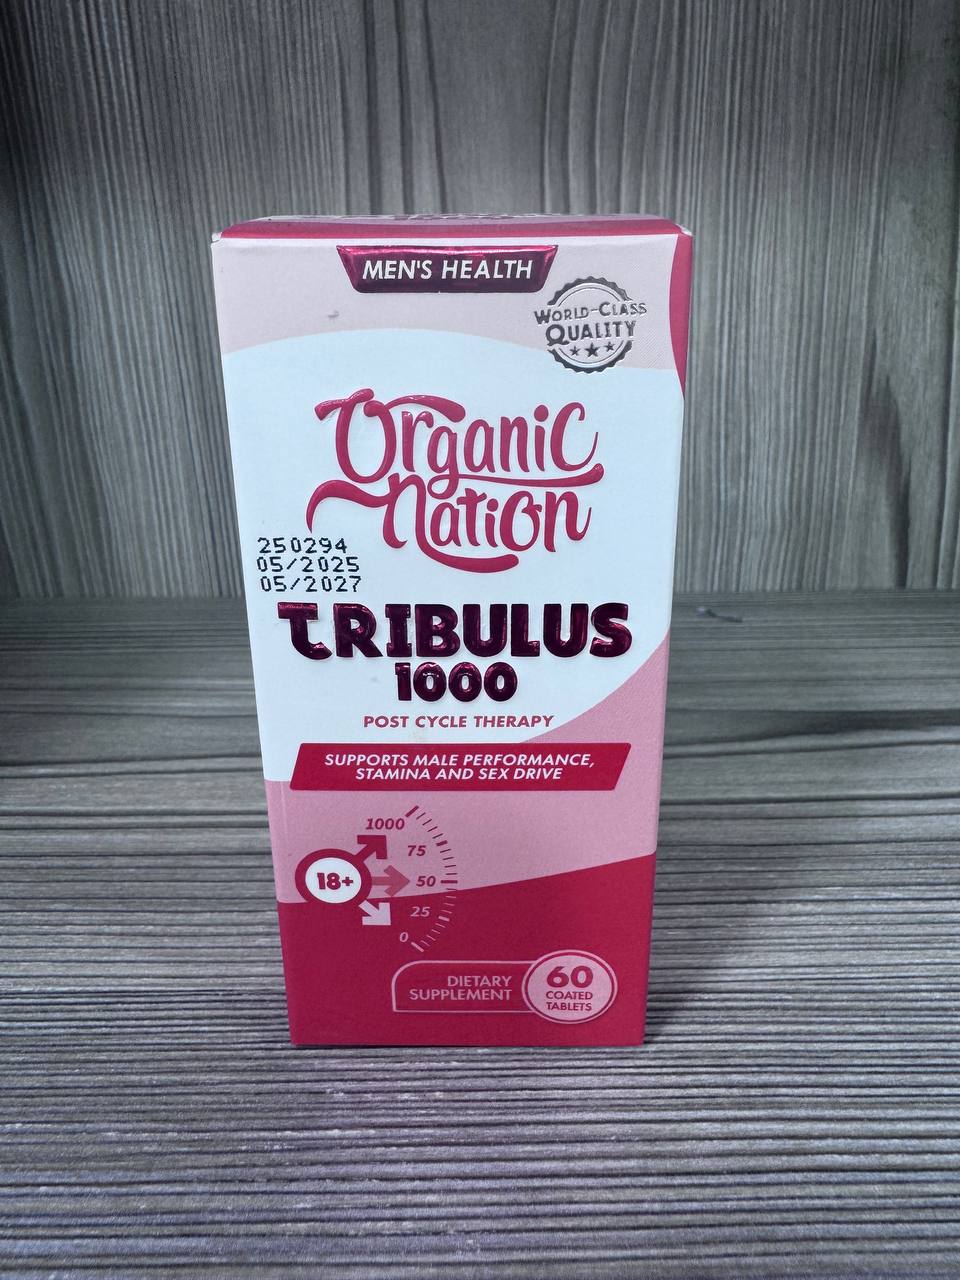 MEN'S HEALTH
WORLD-CLASS
QUALITY
Organic
Nation
250294
05/2025
05/2027
TRIBULUS
1000
POST CYCLE THERAPY
SUPPORTS MALE PERFORMANCE,
STAMINA AND SEX DRIVE
1000
75
18+
50
25
0
DIETARY
SUPPLEMENT
60
COATED
TABLETS